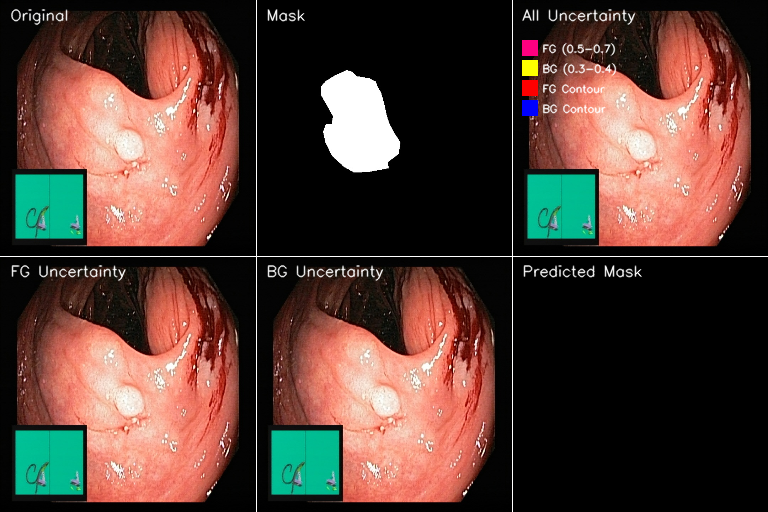 Original
Mask
All Uncertainty
FG (0.5-0.7)
BG (0.3-0.4)
FG Contour
BG Contour
FG Uncertainty
BG Uncertainty
Predicted Mask